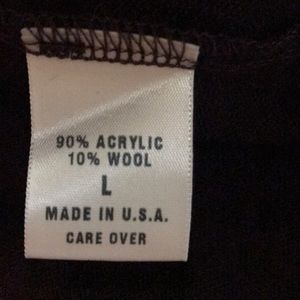 90% ACRYLIC
10% WOOL
L
MADE IN U.S.A.
CARE OVER